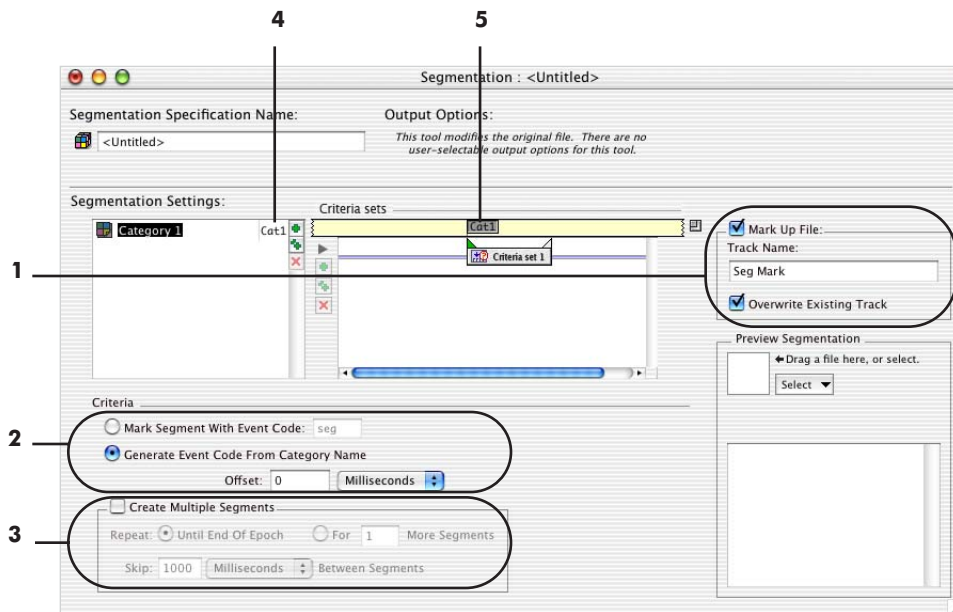 4 5
Segmentation : <Untitled>
Segmentation Specification Name:
Output Options:
<Untitled>
This tool modifies the original file. There are no
user-selectable output options for this tool.
Segmentation Settings:
Criteria sets
Category 1 Cat1
Cat1
Criteria set 1
1
Mark Up File:
Track Name:
Seg Mark
Overwrite Existing Track
Preview Segmentation
Drag a file here, or select.
Select
Criteria
2
Mark Segment With Event Code: seg
Generate Event Code From Category Name
Offset: 0 Milliseconds
3
Create Multiple Segments
Repeat: Until End Of Epoch For 1 More Segments
Skip: 1000 Milliseconds Between Segments